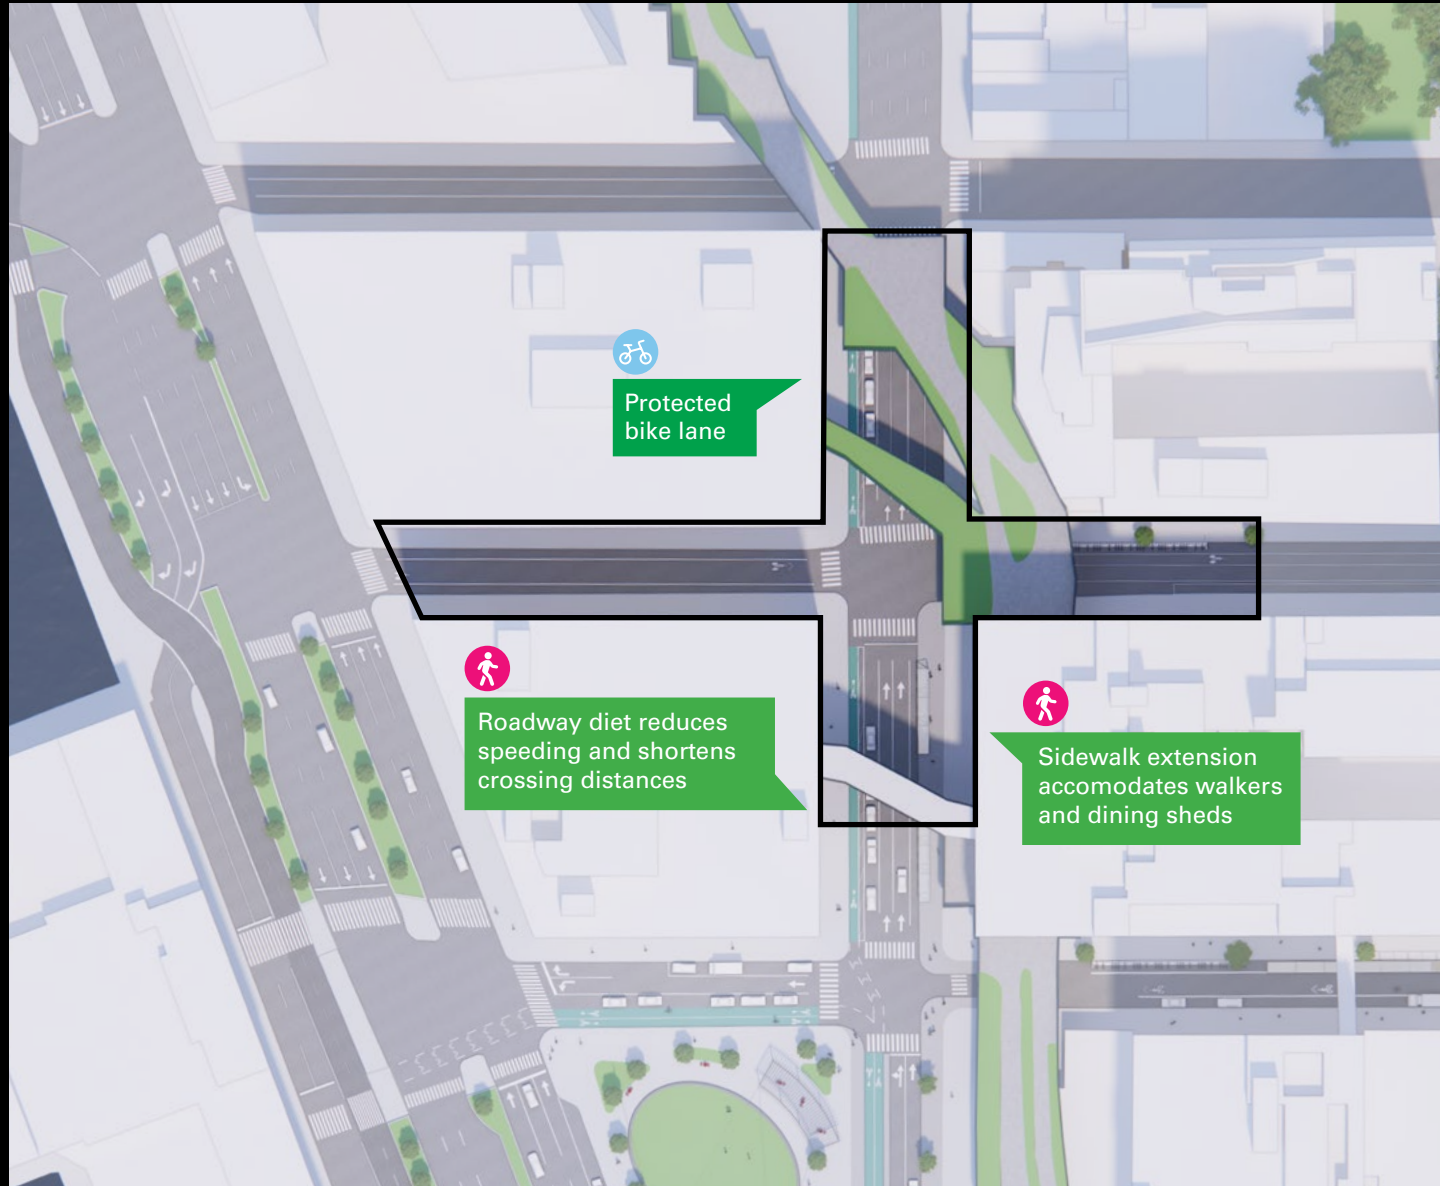 Protected
bike lane
Roadway diet reduces
speeding and shortens
crossing distances
Sidewalk extension
accomodates walkers
and dining sheds